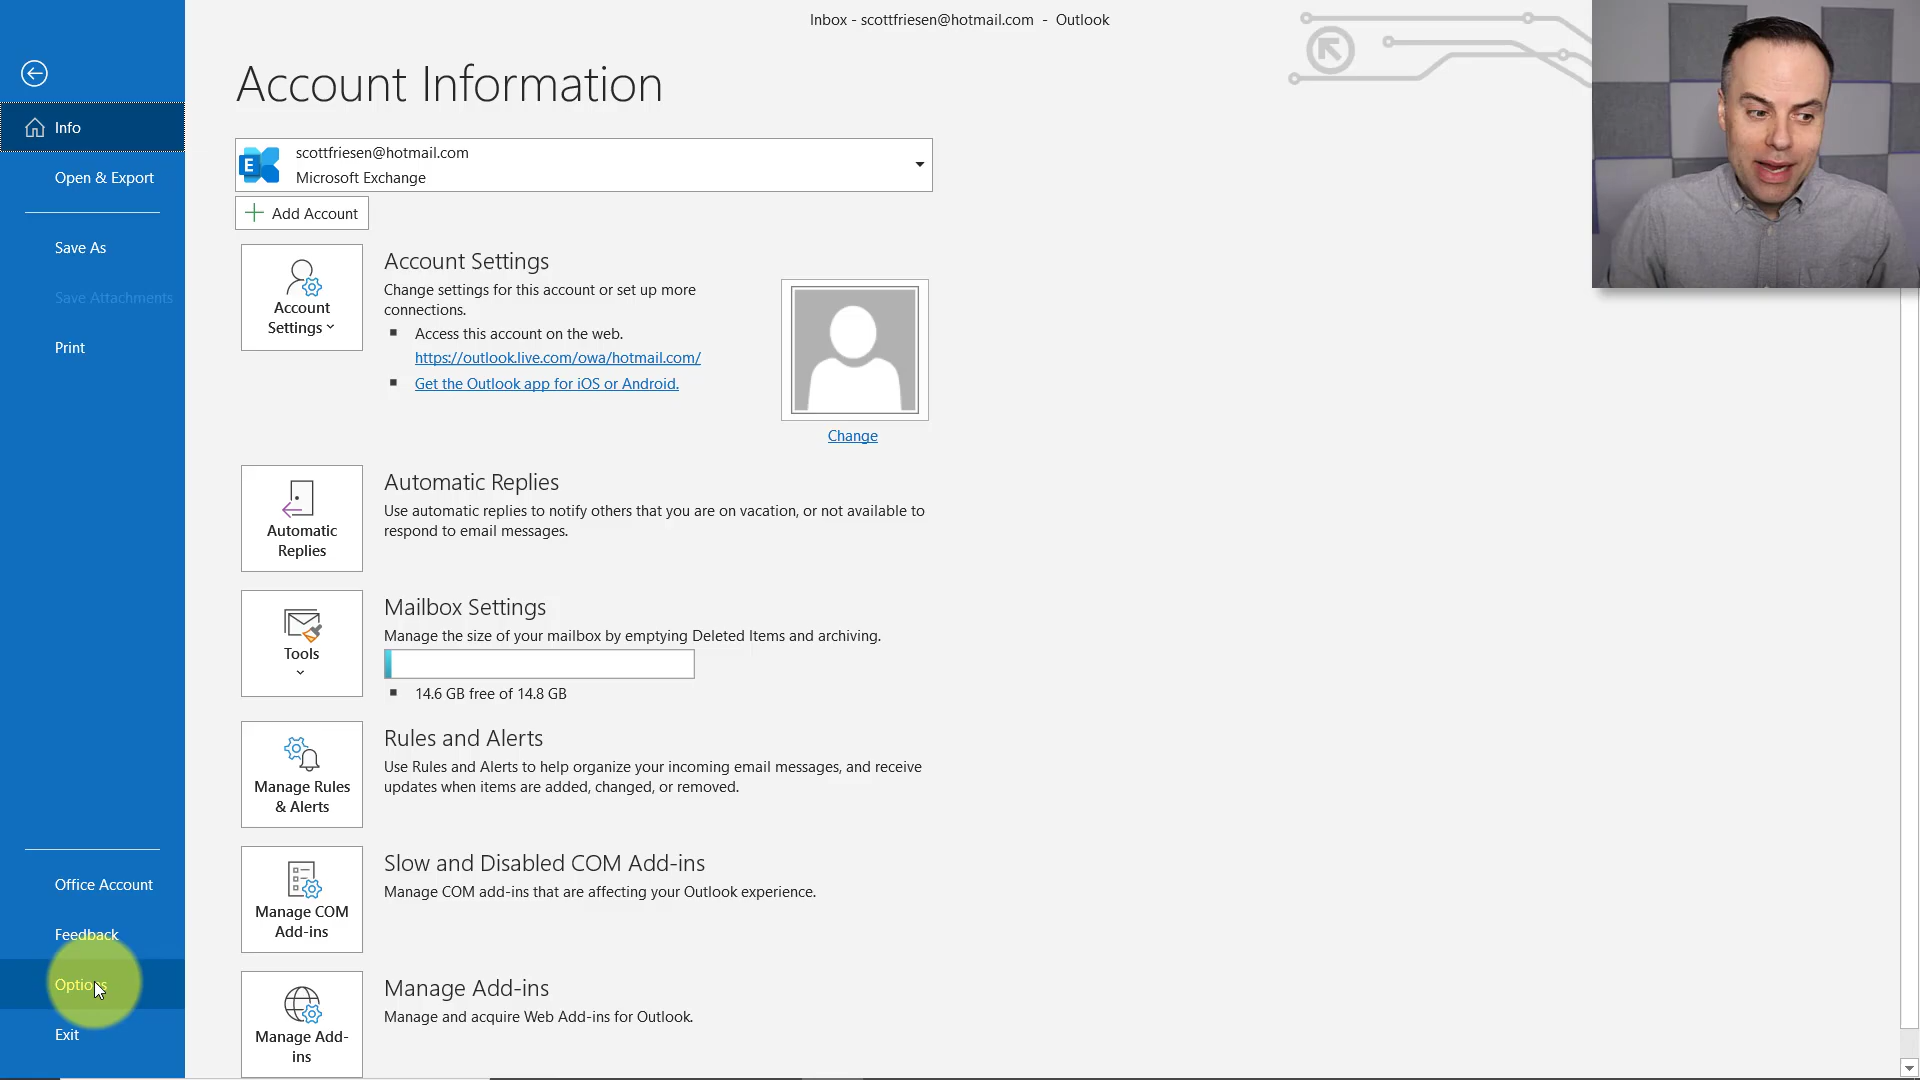 Inbox - scottfriesen@hotmail.com - Outlook
Account Information
Info
Open & Export
Save As
Save Attachments
Print
Office Account
Feedback
Options
Exit
E
scottfriesen@hotmail.com
Microsoft Exchange
Add Account
Account
Settings
Account Settings
Change settings for this account or set up more
connections.
Access this account on the web.
https://outlook.live.com/owa/hotmail.com/
Get the Outlook app for iOS or Android.
Change
Automatic
Replies
Automatic Replies
Use automatic replies to notify others that you are on vacation, or not available to
respond to email messages.
Tools
Mailbox Settings
Manage the size of your mailbox by emptying Deleted Items and archiving.
14.6 GB free of 14.8 GB
Manage Rules
& Alerts
Rules and Alerts
Use Rules and Alerts to help organize your incoming email messages, and receive
updates when items are added, changed, or removed.
Manage COM
Add-ins
Slow and Disabled COM Add-ins
Manage COM add-ins that are affecting your Outlook experience.
Manage Add-
ins
Manage Add-ins
Manage and acquire Web Add-ins for Outlook.